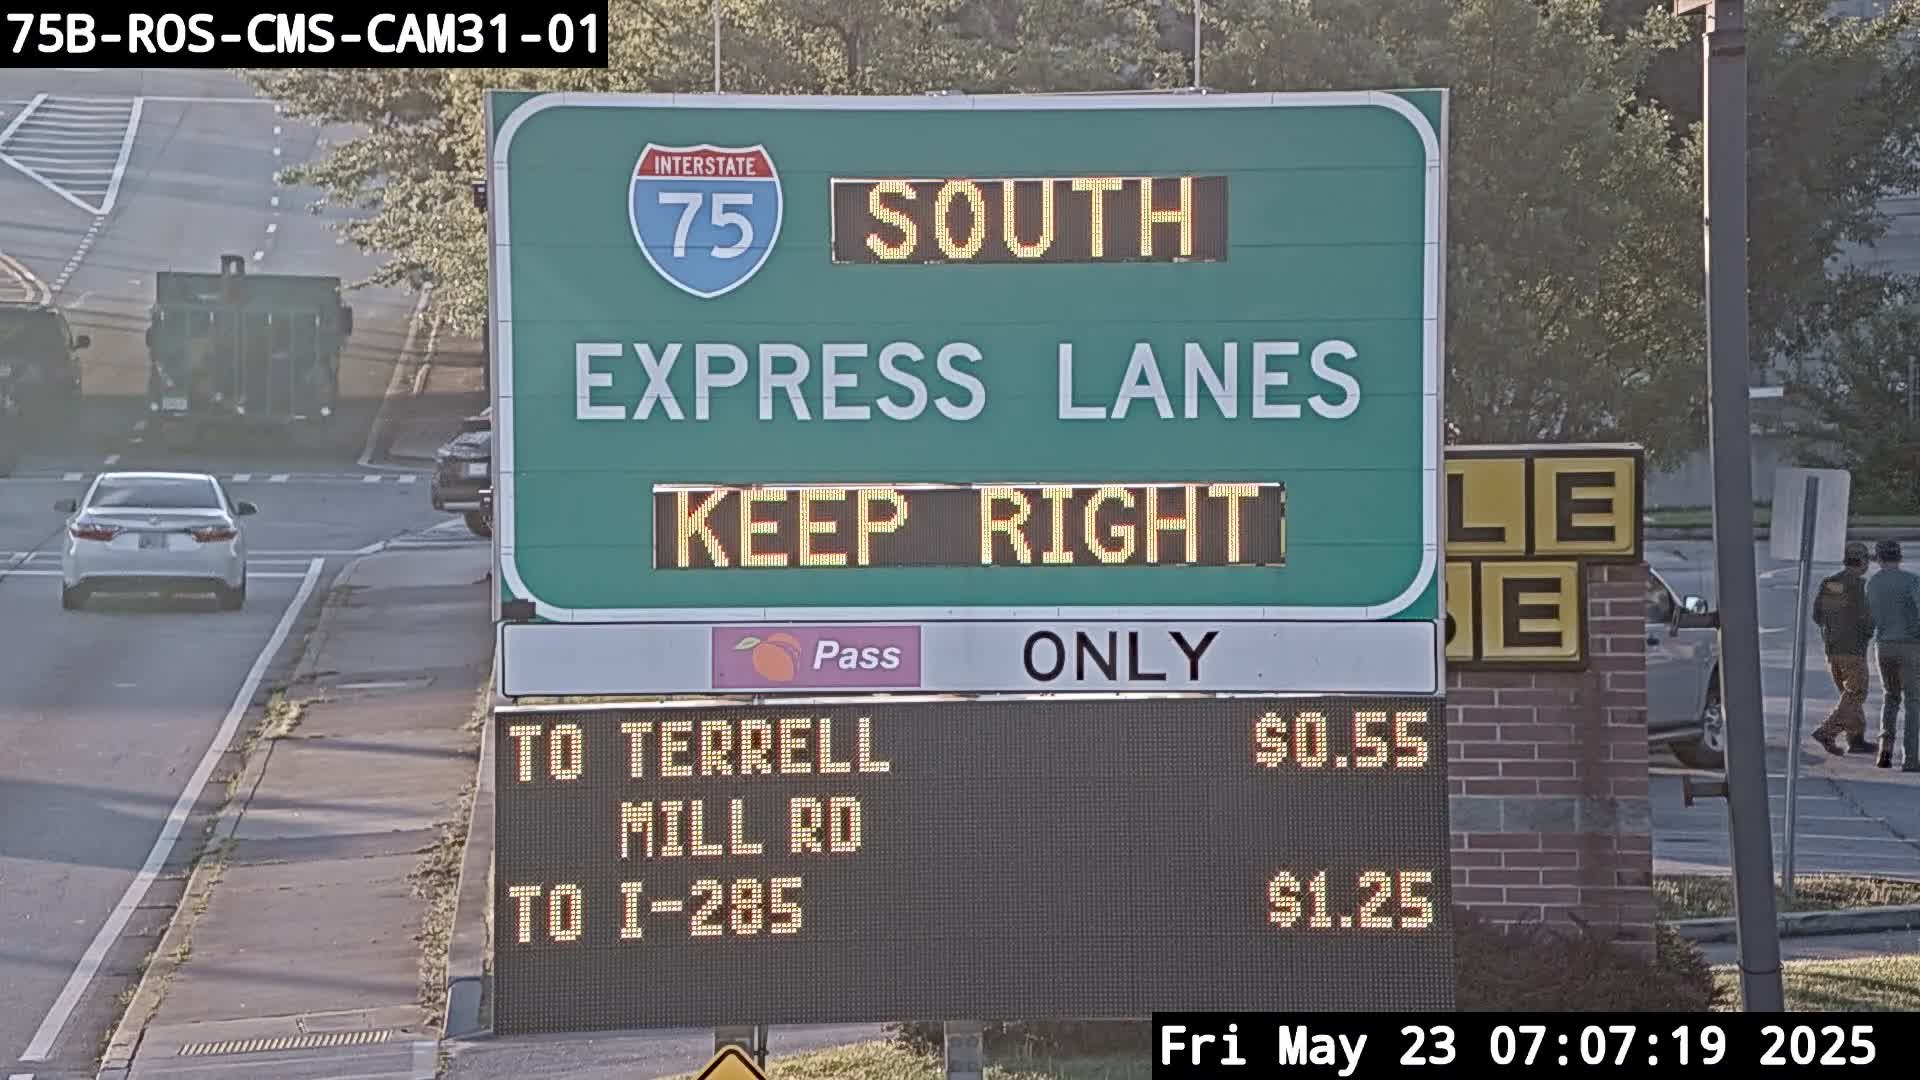 75B-ROS-CMS-CAM31-01
INTERSTATE
75
SOUTH
EXPRESS LANES
KEEP RIGHT
Pass ONLY
TO TERRELL $0.55
MILL RD
TO I-285 $1.25
LE
E
Fri May 23 07:07:19 2025